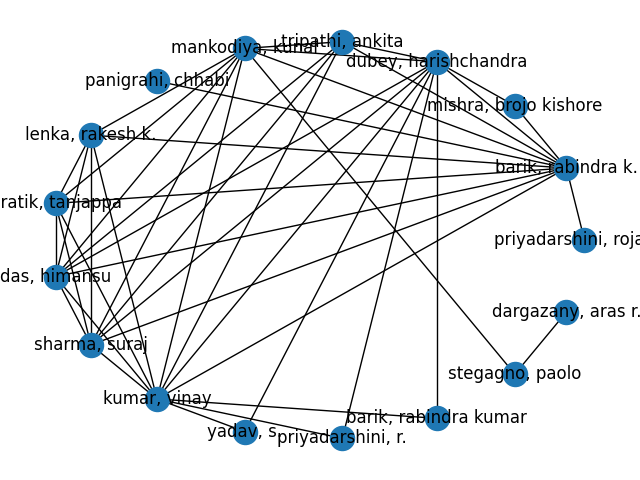 tripathi, ankita
mankodiya, kunal
dubey, harishchandra
panigrahi, chhabi
mishra, brojo kishore
lenka, rakesh k.
barik, rabindra k.
ratik, tanjappa
priyadarshini, roja
das, himansu
dargazany, aras r.
sharma, suraj
stegagno, paolo
kumar, vinay
barik, rabindra kumar
yadav, s.
priyadarshini, r.